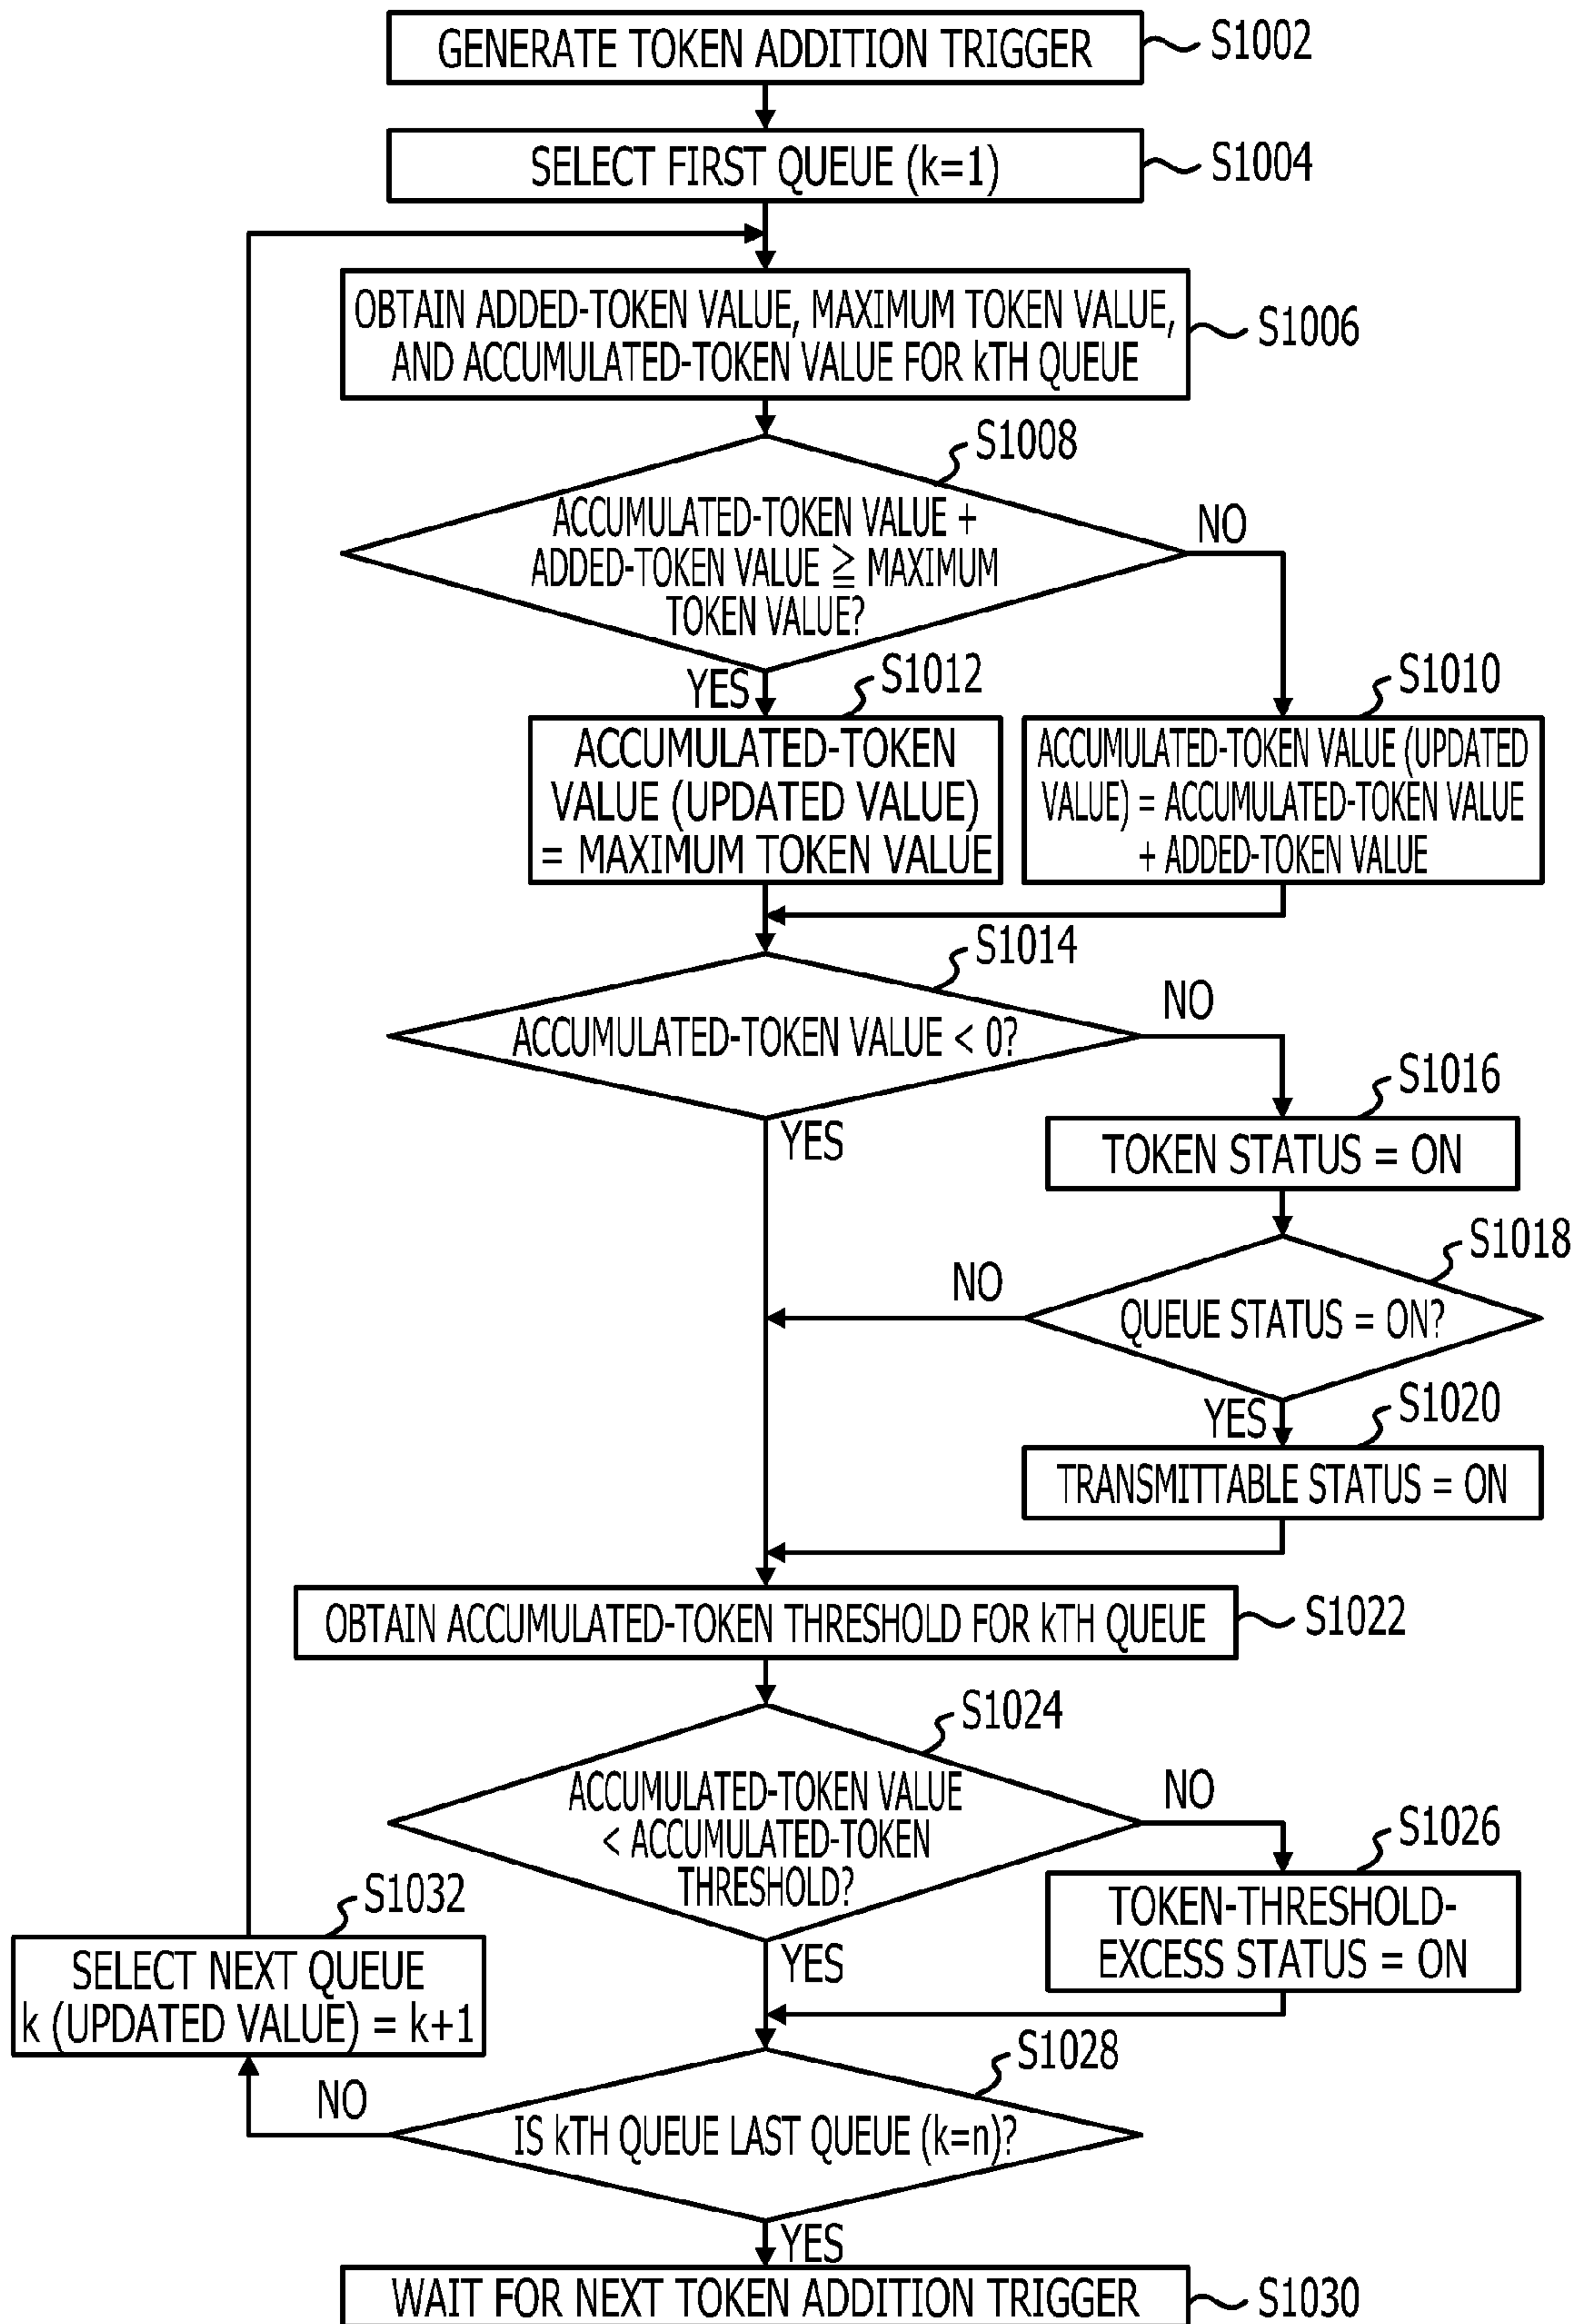 GENERATE TOKEN ADDITION TRIGGER
S1002
SELECT FIRST QUEUE (k=1)
S1004
OBTAIN ADDED-TOKEN VALUE, MAXIMUM TOKEN VALUE,
AND ACCUMULATED-TOKEN VALUE FOR kTH QUEUE
S1006
S1008
ACCUMULATED-TOKEN VALUE +
ADDED-TOKEN VALUE ≧ MAXIMUM
TOKEN VALUE?
NO
YES
S1012
ACCUMULATED-TOKEN
VALUE (UPDATED VALUE)
= MAXIMUM TOKEN VALUE
S1010
ACCUMULATED-TOKEN VALUE (UPDATED
VALUE) = ACCUMULATED-TOKEN VALUE
+ ADDED-TOKEN VALUE
S1014
ACCUMULATED-TOKEN VALUE < 0?
NO
YES
S1016
TOKEN STATUS = ON
S1018
QUEUE STATUS = ON?
NO
YES
S1020
TRANSMITTABLE STATUS = ON
OBTAIN ACCUMULATED-TOKEN THRESHOLD FOR kTH QUEUE
S1022
S1024
ACCUMULATED-TOKEN VALUE
< ACCUMULATED-TOKEN
THRESHOLD?
NO
YES
S1026
TOKEN-THRESHOLD-
EXCESS STATUS = ON
S1032
SELECT NEXT QUEUE
k (UPDATED VALUE) = k+1
S1028
IS kTH QUEUE LAST QUEUE (k=n)?
NO
YES
WAIT FOR NEXT TOKEN ADDITION TRIGGER
S1030